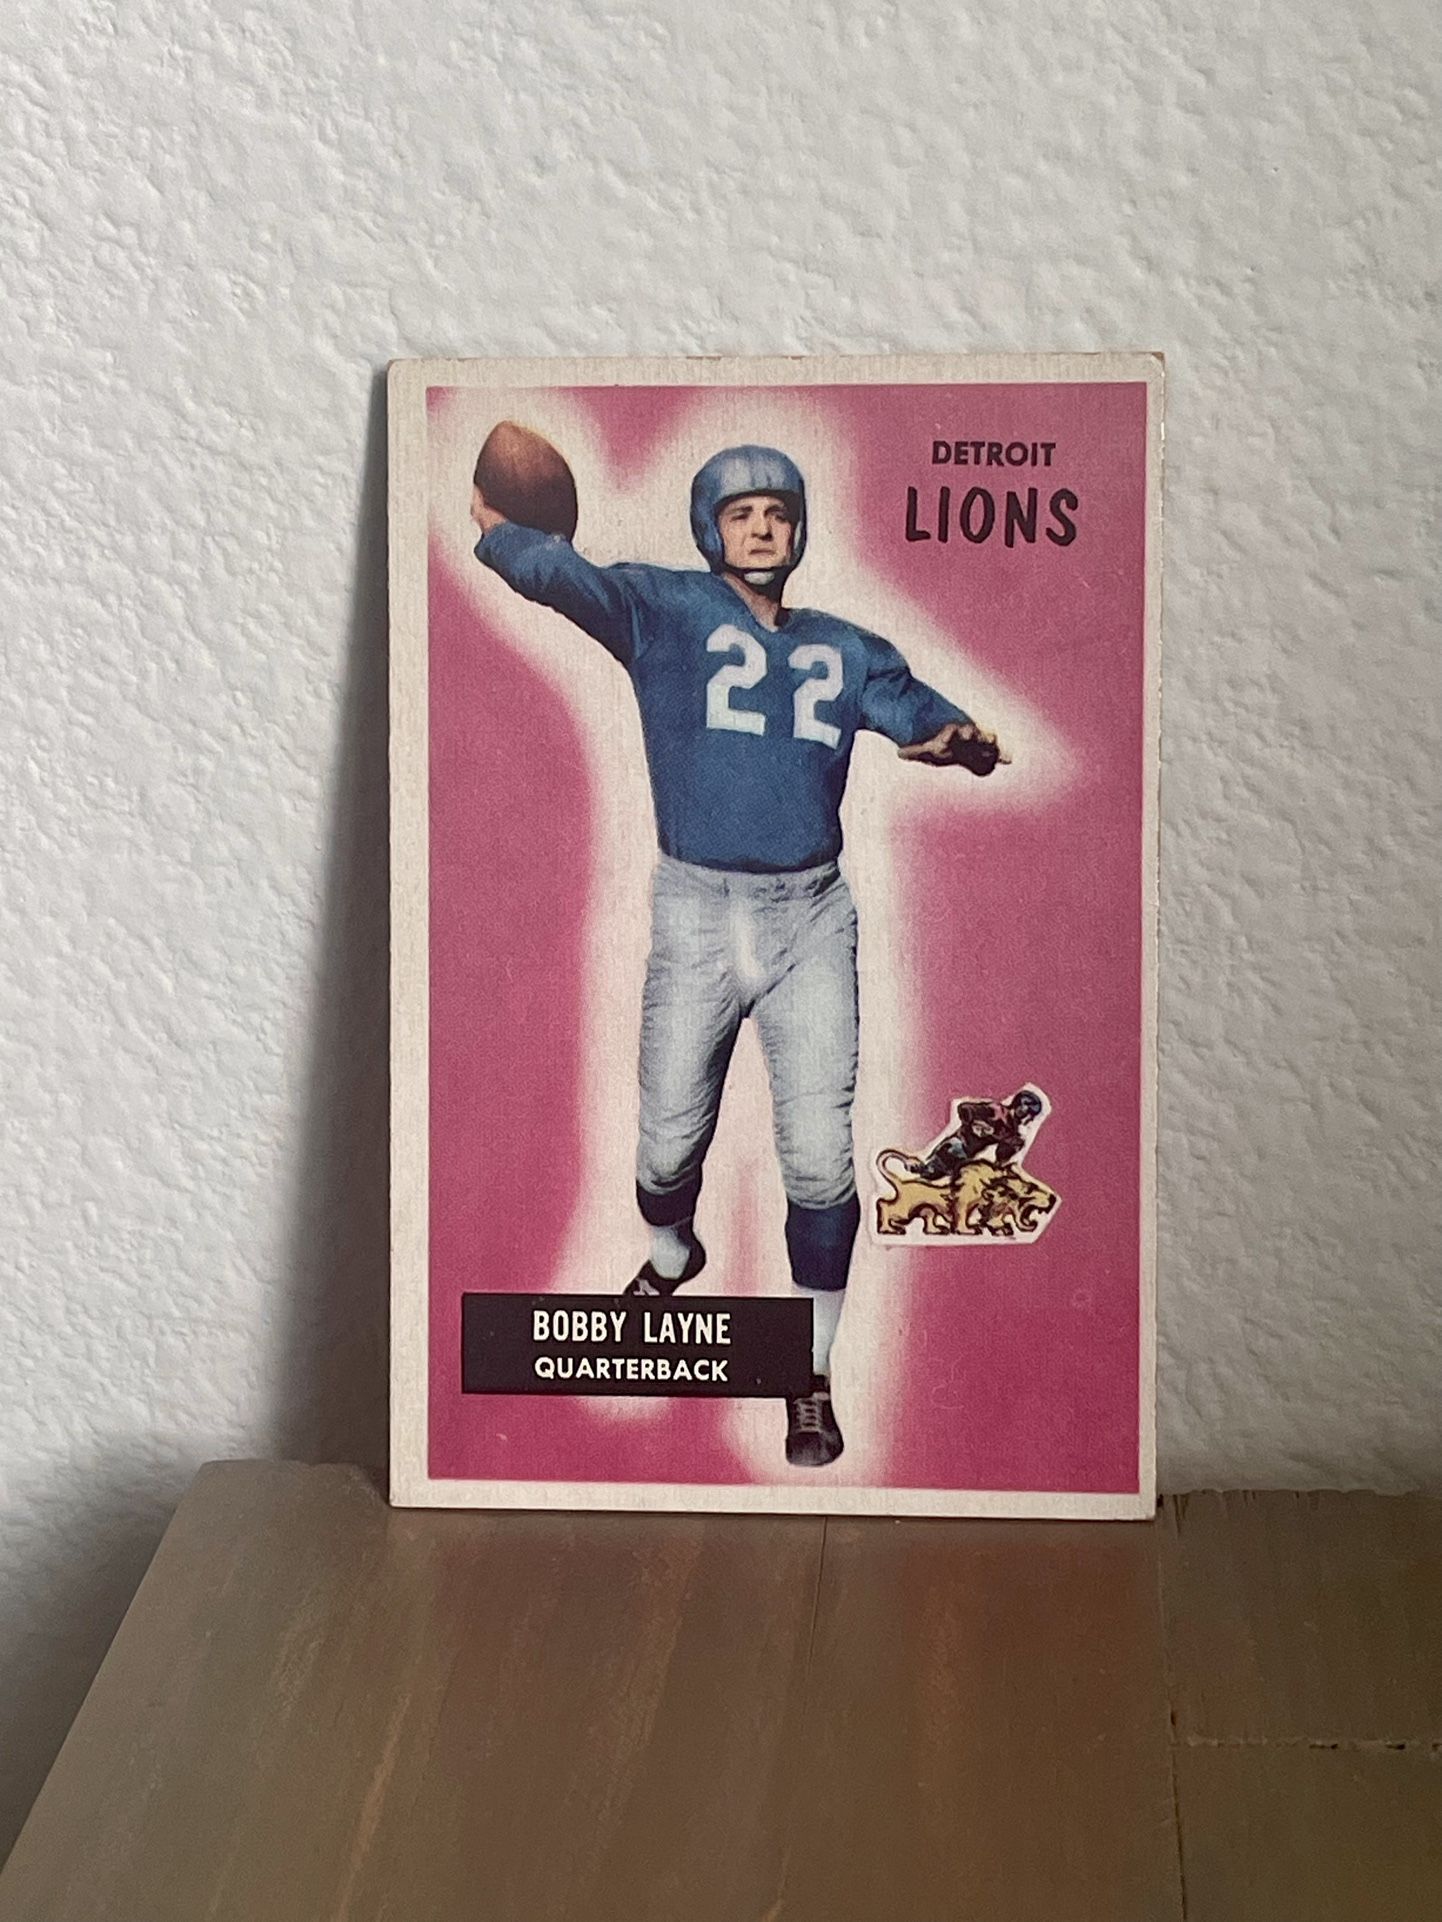 DETROIT
LIONS
22
BOBBY LAYNE
QUARTERBACK